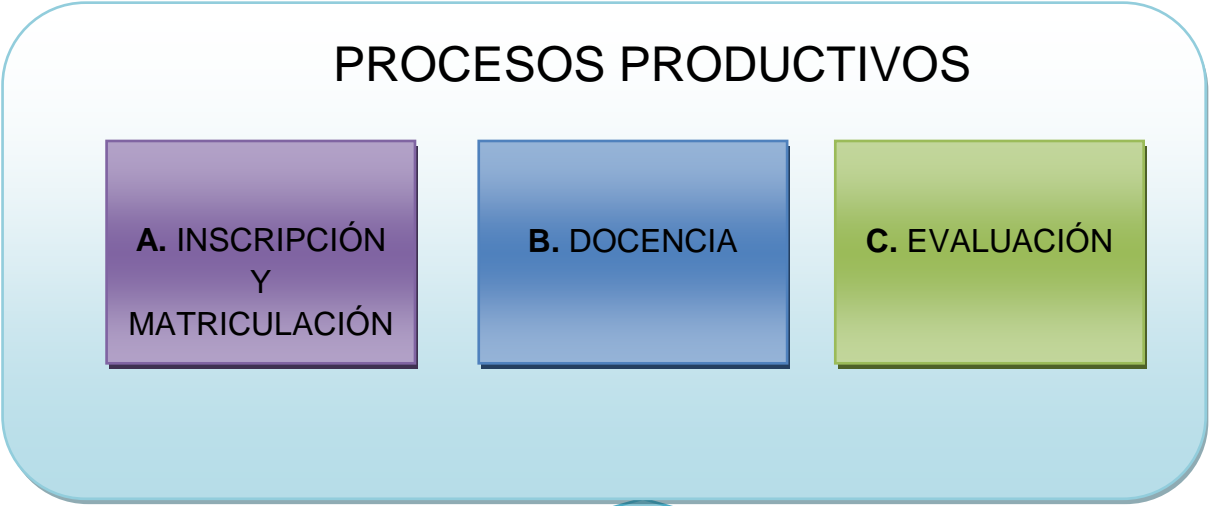 PROCESOS PRODUCTIVOS
A. INSCRIPCIÓN
Y
MATRICULACIÓN
B. DOCENCIA
C. EVALUACIÓN